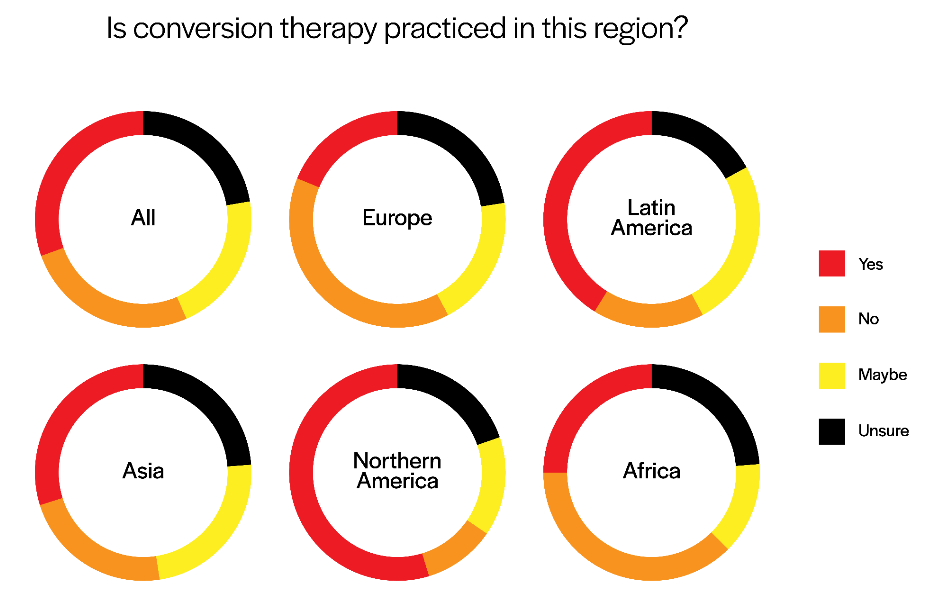 Is conversion therapy practiced in this region?
All
Europe
Latin
America
Yes
No
Maybe
Unsure
Asia
Northern
America
Africa